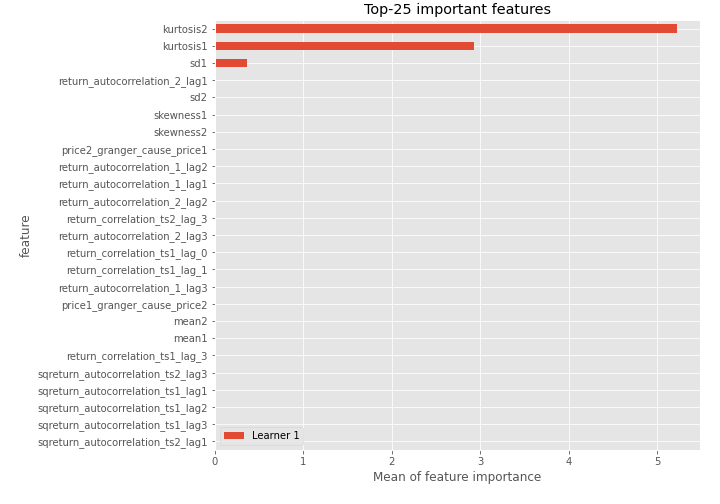 Top-25 important features
kurtosis2
kurtosis1
sd1
return_autocorrelation_2_lag1
sd2
skewness1
skewness2
price2_granger_cause_price1
return_autocorrelation_1_lag2
return_autocorrelation_1_lag1
return_autocorrelation_2_lag2
return_correlation_ts2_lag_3
return_autocorrelation_2_lag3
return_correlation_ts1_lag_0
return_correlation_ts1_lag_1
return_autocorrelation_1_lag3
price1_granger_cause_price2
mean2
mean1
return_correlation_ts1_lag_3
sqreturn_autocorrelation_ts2_lag3
sqreturn_autocorrelation_ts1_lag1
sqreturn_autocorrelation_ts1_lag2
sqreturn_autocorrelation_ts1_lag3
sqreturn_autocorrelation_ts2_lag1
feature
Learner 1
0 1 2 3 4 5
Mean of feature importance